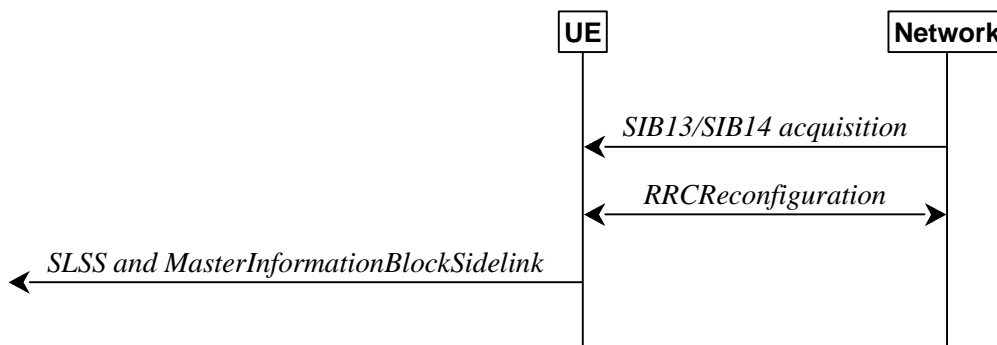 UE
Network
SIB13/SIB14 acquisition
RRCReconfiguration
SLSS and MasterInformationBlockSidelink